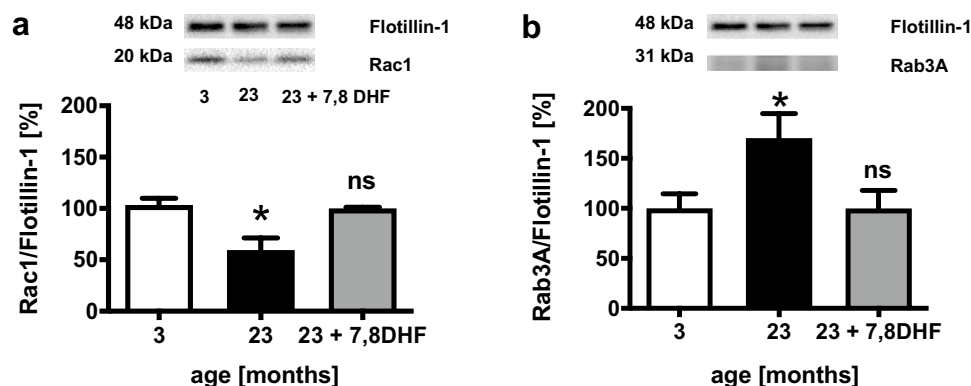 a
48 kDa Flotillin-1
20 kDa Rac1
3 23 23 + 7,8 DHF
Rac1/Flotillin-1 [%]
200
150
100
50
0
*
ns
3 23 23 + 7,8DHF
age [months]
b
48 kDa Flotillin-1
31 kDa Rab3A
Rab3A/Flotillin-1 [%]
200
150
100
50
0
*
ns
3 23 23 + 7,8DHF
age [months]